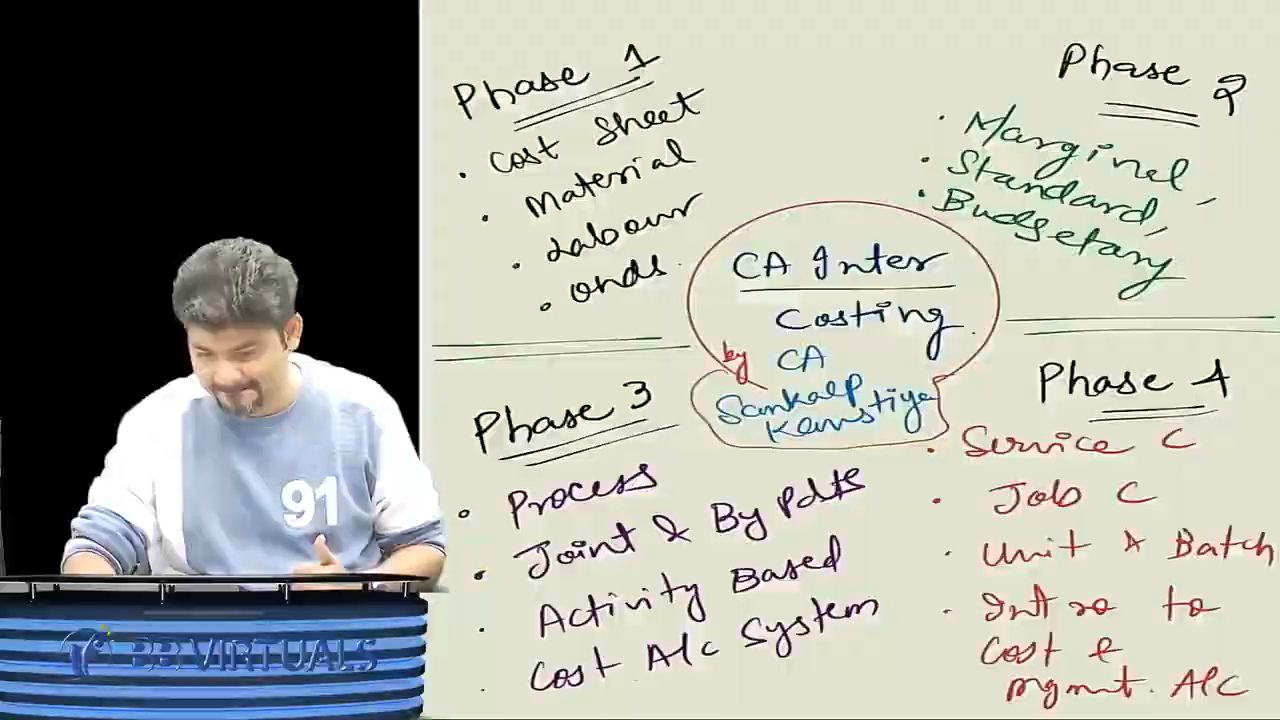 Phase 1
• Cost Sheet
• Material
• Labour
• OHds.
Phase 2
• Marginal,
• Standard,
• Budgetary
CA Inter
Costing
by CA
Sankalp
Kanstiya
Phase 3
• Process
• Joint & By Pdts
• Activity Based
• Cost A/c System
Phase 4
• Service C
• Job C
• Unit & Batch
• Intro to
Cost &
Mgmt. A/C
91
BB VIRTUALS